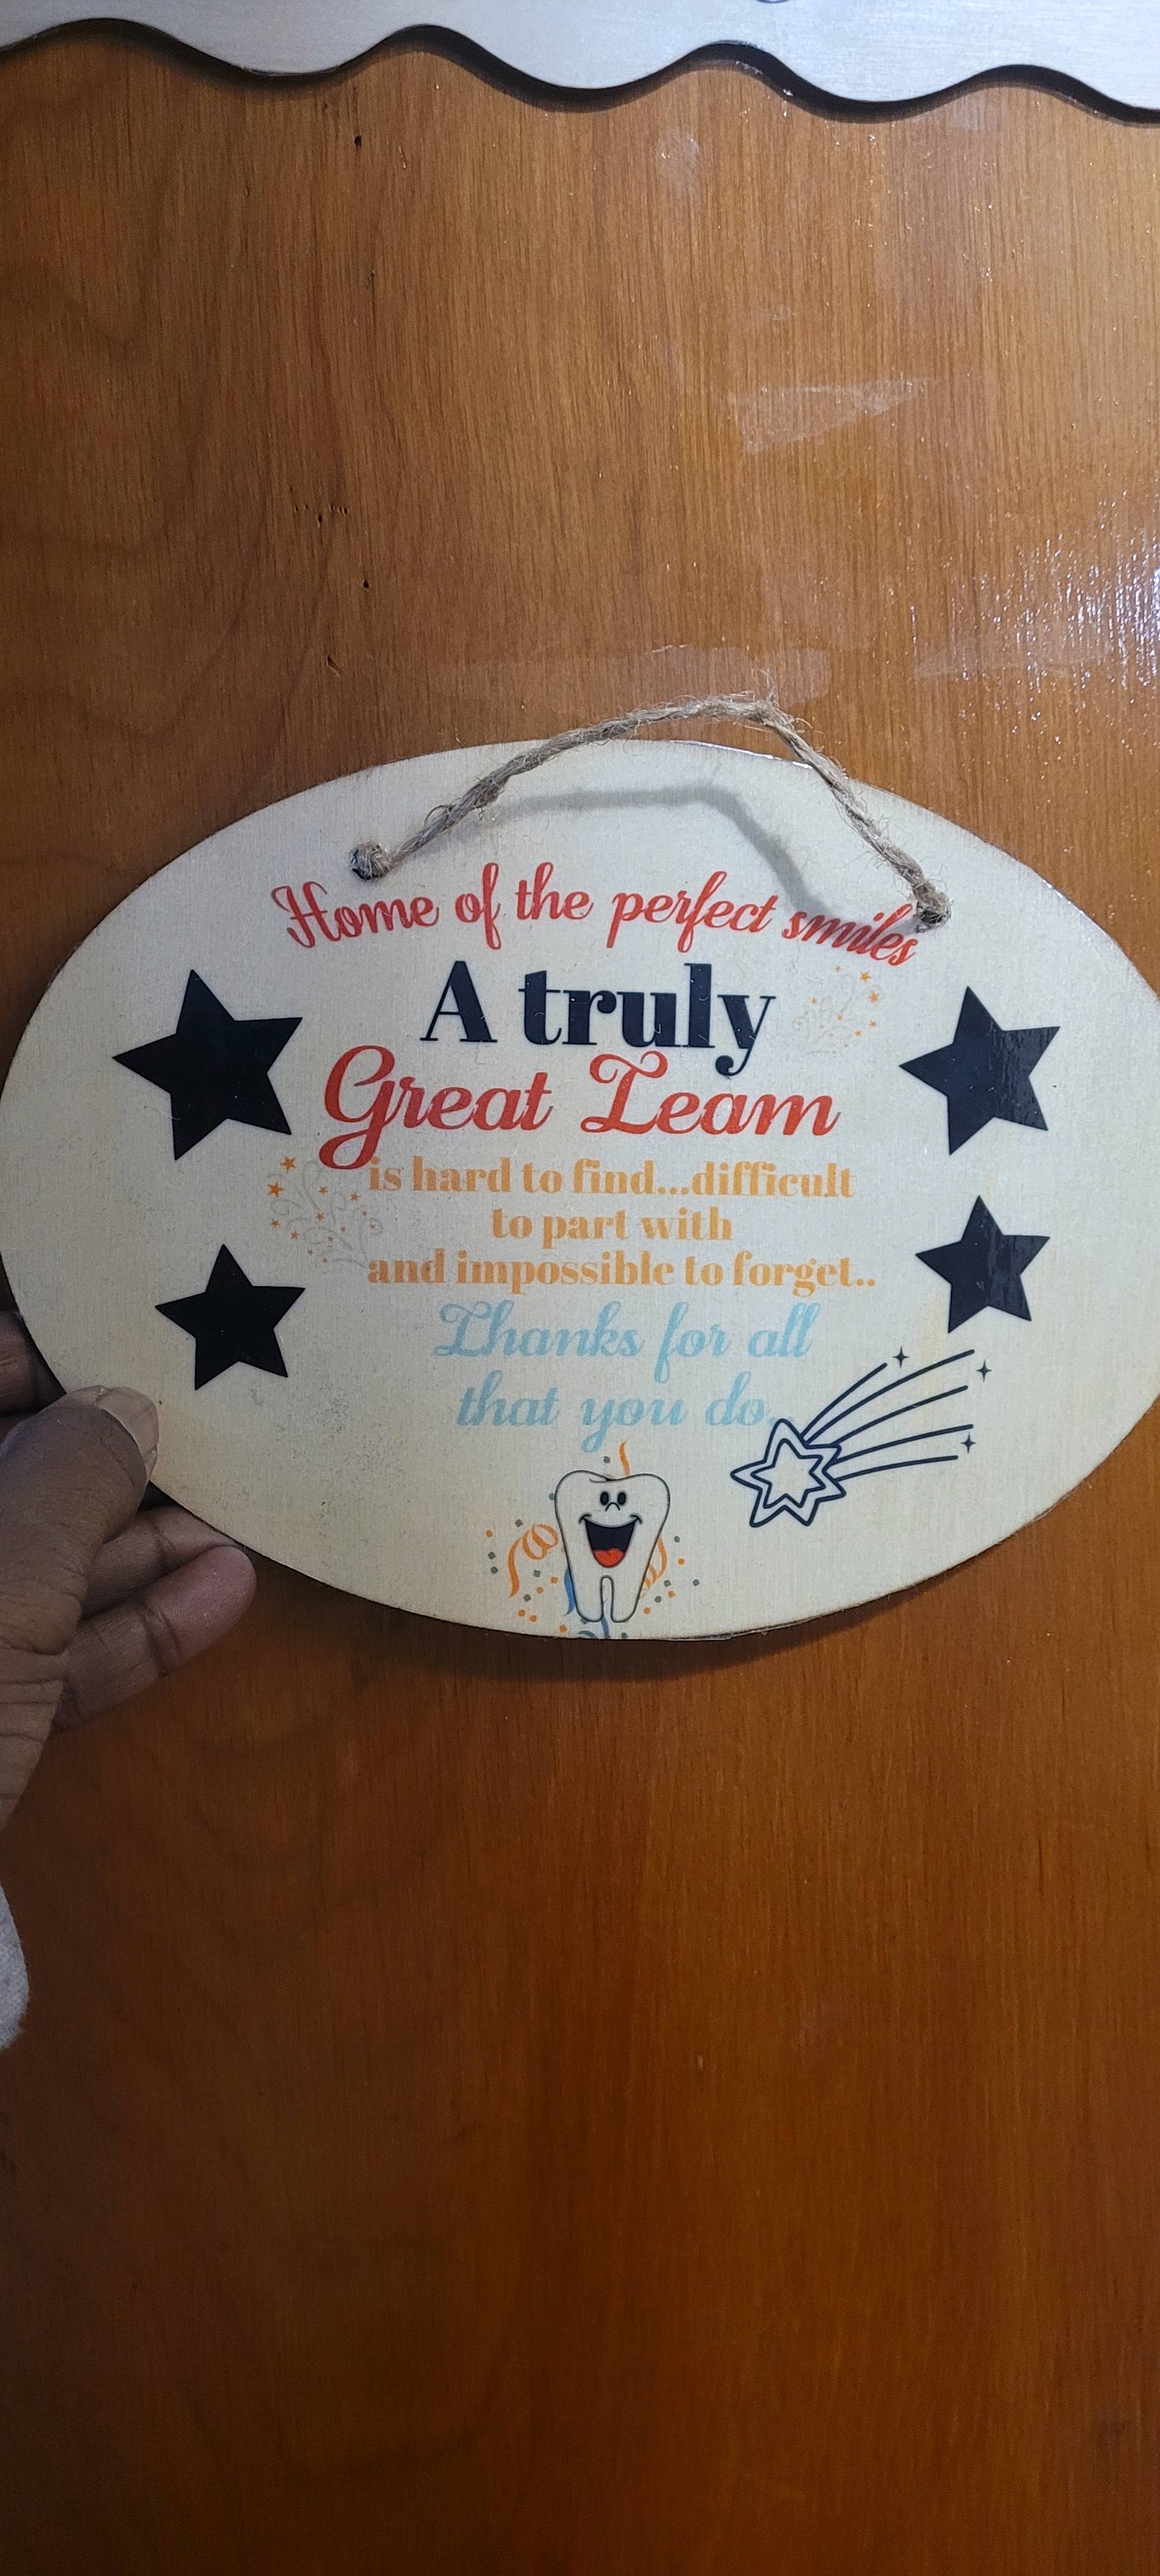 Home of the perfect smiles
A truly
Great Team
is hard to find...difficult
to part with
and impossible to forget..
Thanks for all
that you do.